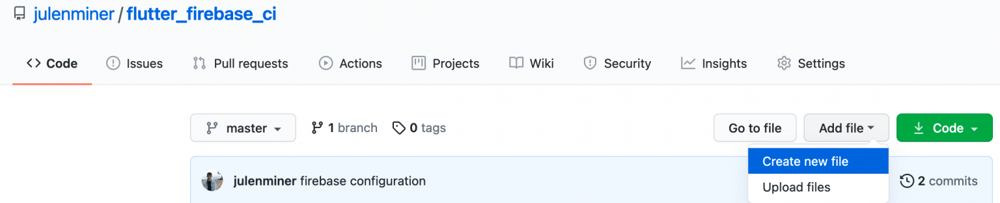 julenminer / flutter_firebase_ci
Code Issues Pull requests Actions Projects Wiki Security Insights Settings
master 1 branch 0 tags Go to file Add file Code
Create new file
julenminer firebase configuration 2 commits
Upload files